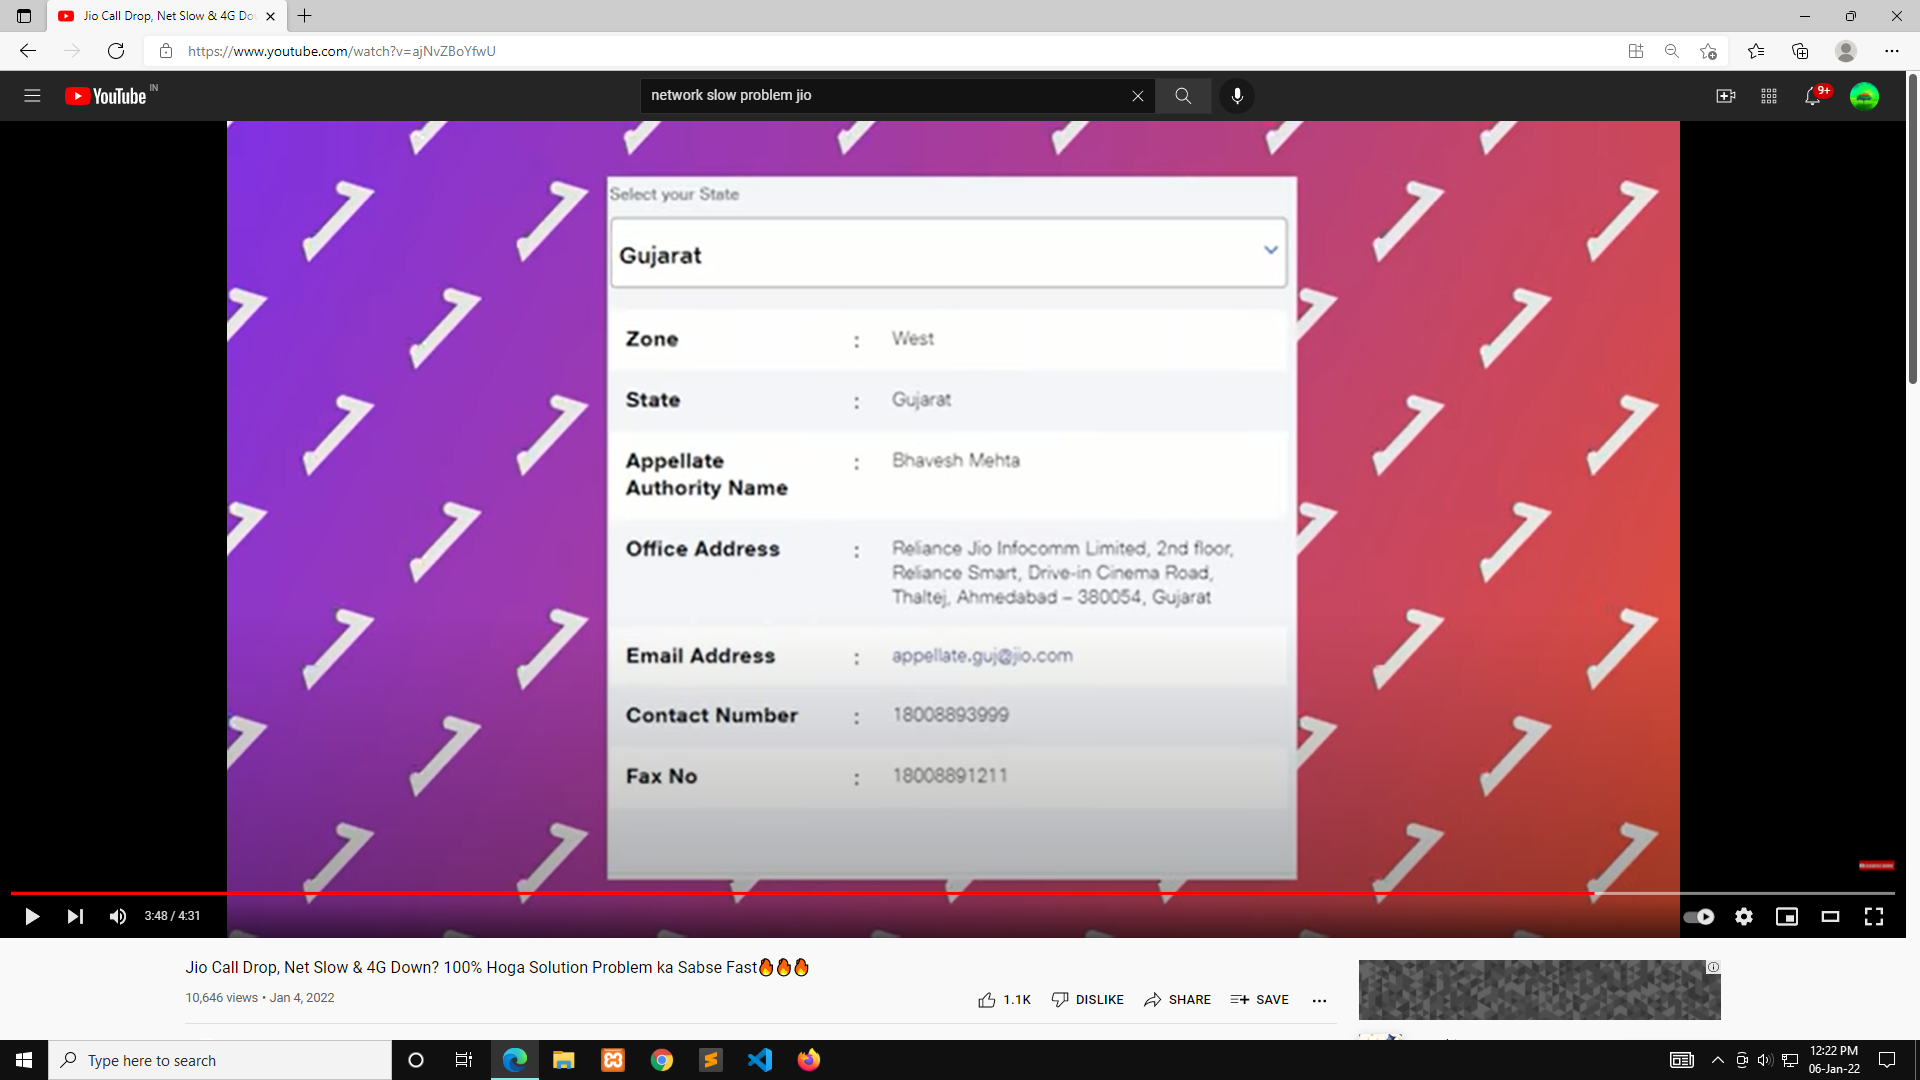 Jio Call Drop, Net Slow & 4G Do
https://www.youtube.com/watch?v=ajNvZBoYfwU
YouTube IN
network slow problem jio
9+
Select your State
Gujarat
Zone : West
State : Gujarat
Appellate : Bhavesh Mehta
Authority Name
Office Address : Reliance Jio Infocomm Limited, 2nd floor,
Reliance Smart, Drive-in Cinema Road,
Thaltej, Ahmedabad – 380054, Gujarat
Email Address : appellate.guj@jio.com
Contact Number : 18008893999
Fax No : 18008891211
3:48 / 4:31
Jio Call Drop, Net Slow & 4G Down? 100% Hoga Solution Problem ka Sabse Fast🔥🔥🔥
10,646 views • Jan 4, 2022
1.1K DISLIKE SHARE SAVE
Type here to search
12:22 PM
06-Jan-22